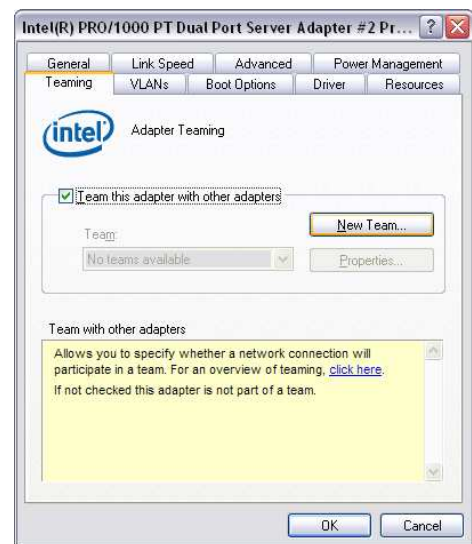 Intel(R) PRO/1000 PT Dual Port Server Adapter #2 Pr...
General Link Speed Advanced Power Management
Teaming VLANs Boot Options Driver Resources
intel
Adapter Teaming
Team this adapter with other adapters
New Team...
Team:
No teams available
Properties...
Team with other adapters
Allows you to specify whether a network connection will
participate in a team. For an overview of teaming, click here.
If not checked this adapter is not part of a team.
OK Cancel